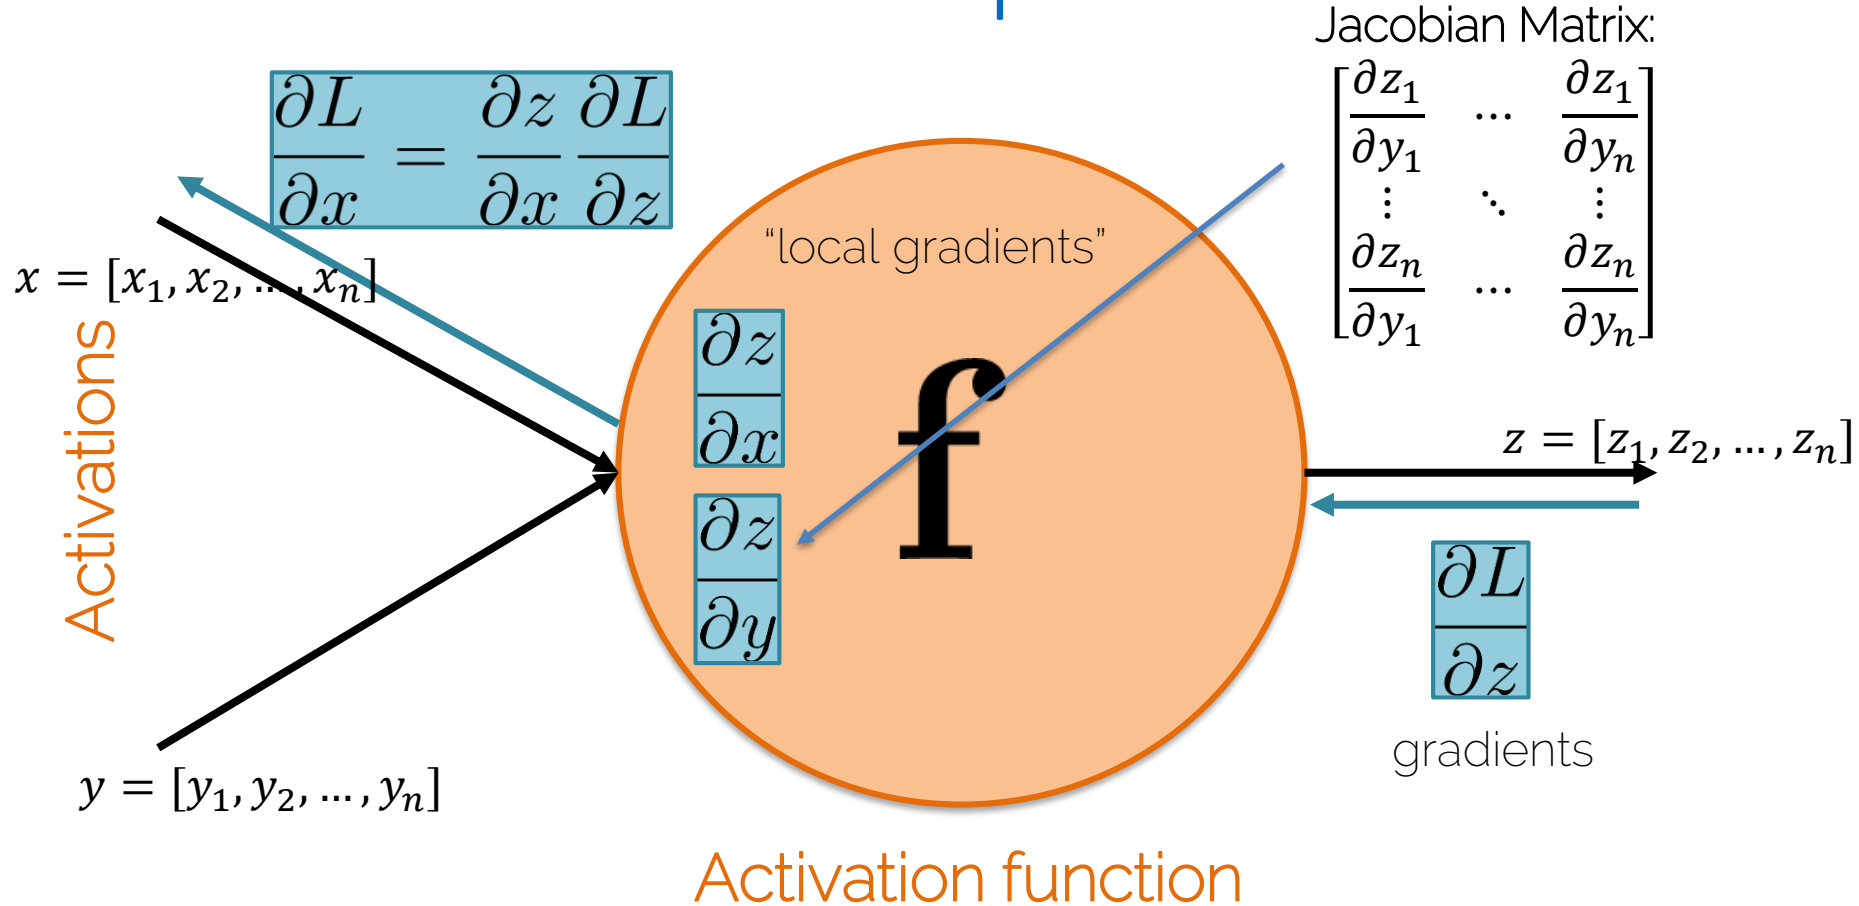 Jacobian Matrix:
∂z₁/∂y₁ ⋯ ∂z₁/∂yₙ
⋮ ⋱ ⋮
∂zₙ/∂y₁ ⋯ ∂zₙ/∂yₙ
∂L/∂x = ∂z/∂x ∂L/∂z
"local gradients"
x = [x₁, x₂, … , xₙ]
Activations
∂z/∂x
f
z = [z₁, z₂, … , zₙ]
∂z/∂y
∂L/∂z
gradients
y = [y₁, y₂, … , yₙ]
Activation function